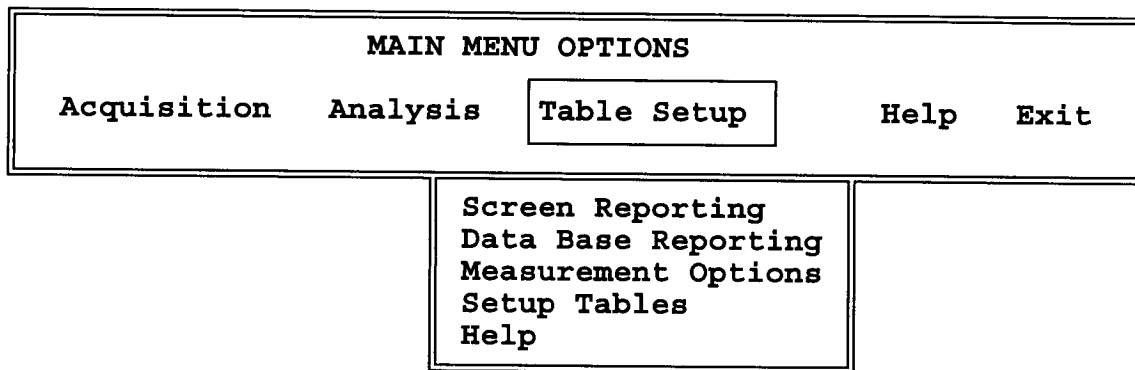 MAIN MENU OPTIONS
Acquisition Analysis Table Setup Help Exit
Screen Reporting
Data Base Reporting
Measurement Options
Setup Tables
Help